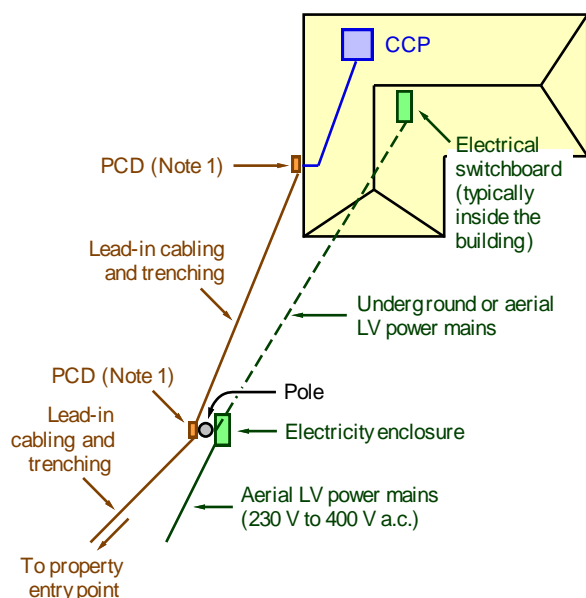 CCP
PCD (Note 1)
Electrical
switchboard
(typically
inside the
building)
Lead-in cabling
and trenching
Underground or aerial
LV power mains
PCD (Note 1)
Pole
Lead-in
cabling and
trenching
Electricity enclosure
Aerial LV power mains
(230 V to 400 V a.c.)
To property
entry point